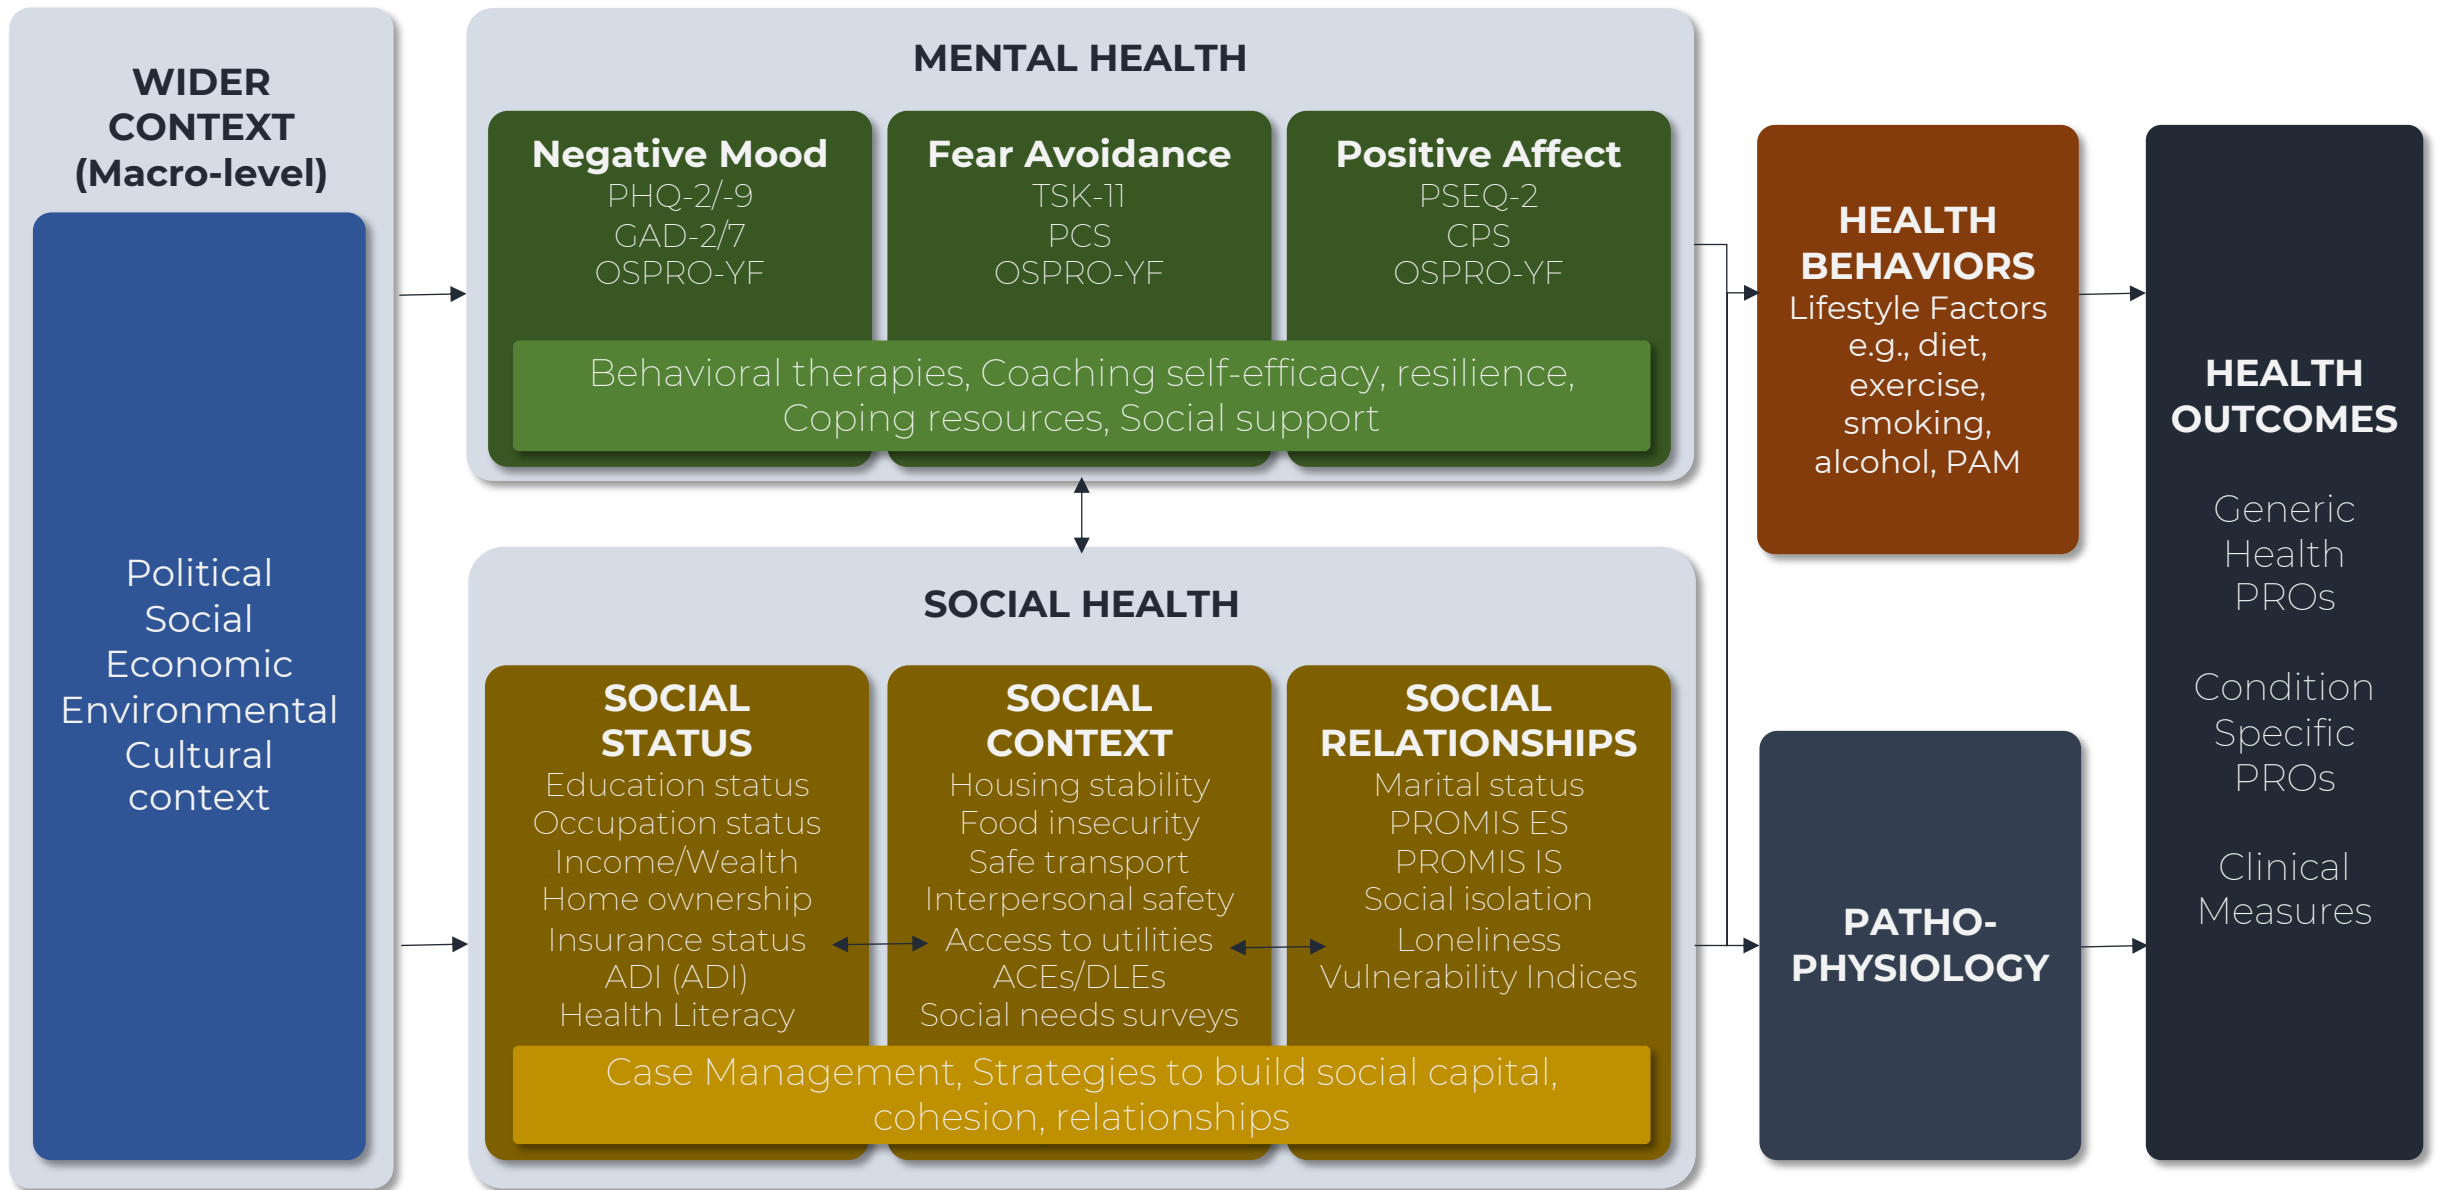 WIDER
CONTEXT
(Macro-level)
Political
Social
Economic
Environmental
Cultural
context
MENTAL HEALTH
Negative Mood
PHQ-2/-9
GAD-2/7
OSPRO-YF
Fear Avoidance
TSK-11
PCS
OSPRO-YF
Positive Affect
PSEQ-2
CPS
OSPRO-YF
Behavioral therapies, Coaching self-efficacy, resilience,
Coping resources, Social support
SOCIAL HEALTH
SOCIAL
STATUS
Education status
Occupation status
Income/Wealth
Home ownership
Insurance status
ADI (ADI)
Health Literacy
SOCIAL
CONTEXT
Housing stability
Food insecurity
Safe transport
Interpersonal safety
Access to utilities
ACEs/DLEs
Social needs surveys
SOCIAL
RELATIONSHIPS
Marital status
PROMIS ES
PROMIS IS
Social isolation
Loneliness
Vulnerability Indices
Case Management, Strategies to build social capital,
cohesion, relationships
HEALTH
BEHAVIORS
Lifestyle Factors
e.g., diet,
exercise,
smoking,
alcohol, PAM
PATHO-
PHYSIOLOGY
HEALTH
OUTCOMES
Generic
Health
PROs
Condition
Specific
PROs
Clinical
Measures